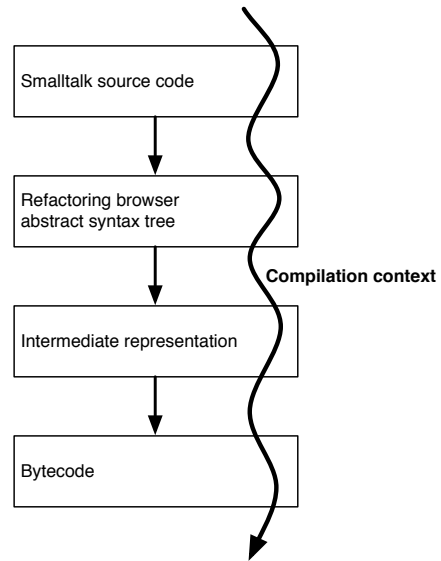 Smalltalk source code
Refactoring browser
abstract syntax tree
Compilation context
Intermediate representation
Bytecode